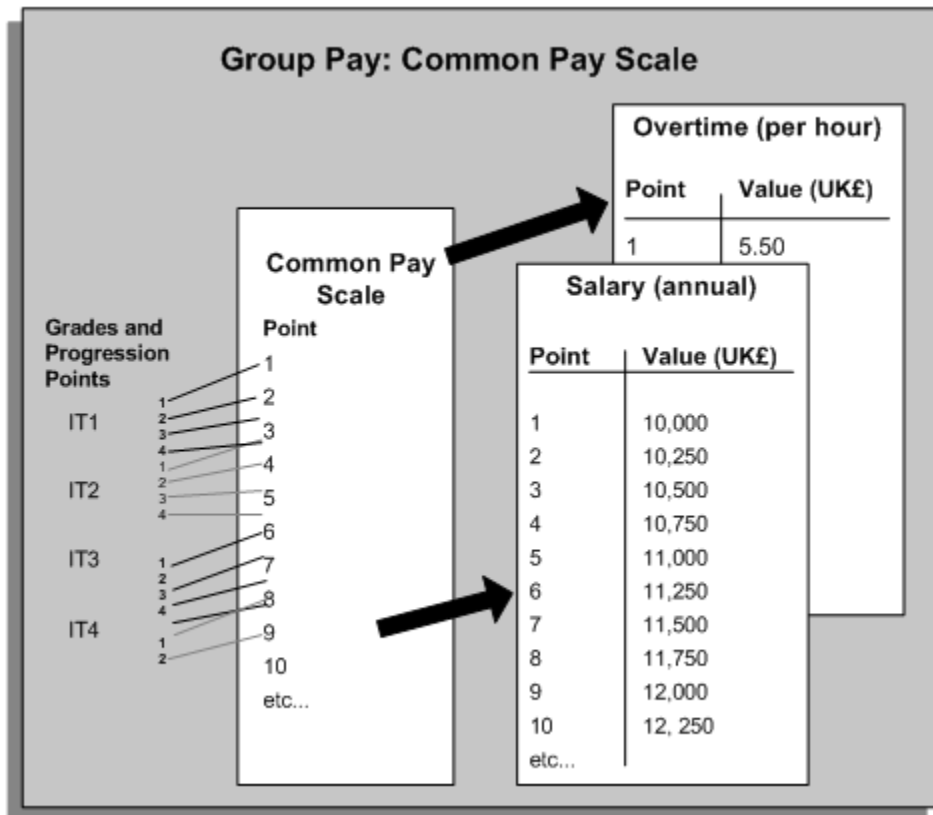 Group Pay: Common Pay Scale
Overtime (per hour)
Point Value (UK£)
1 5.50
Common Pay
Scale
Point
1
2
3
4
5
6
7
8
9
10
etc...
Grades and
Progression
Points
IT1
1
2
3
4
IT2
1
2
3
4
IT3
1
2
3
4
IT4
1
2
Salary (annual)
Point Value (UK£)
1 10,000
2 10,250
3 10,500
4 10,750
5 11,000
6 11,250
7 11,500
8 11,750
9 12,000
10 12, 250
etc...